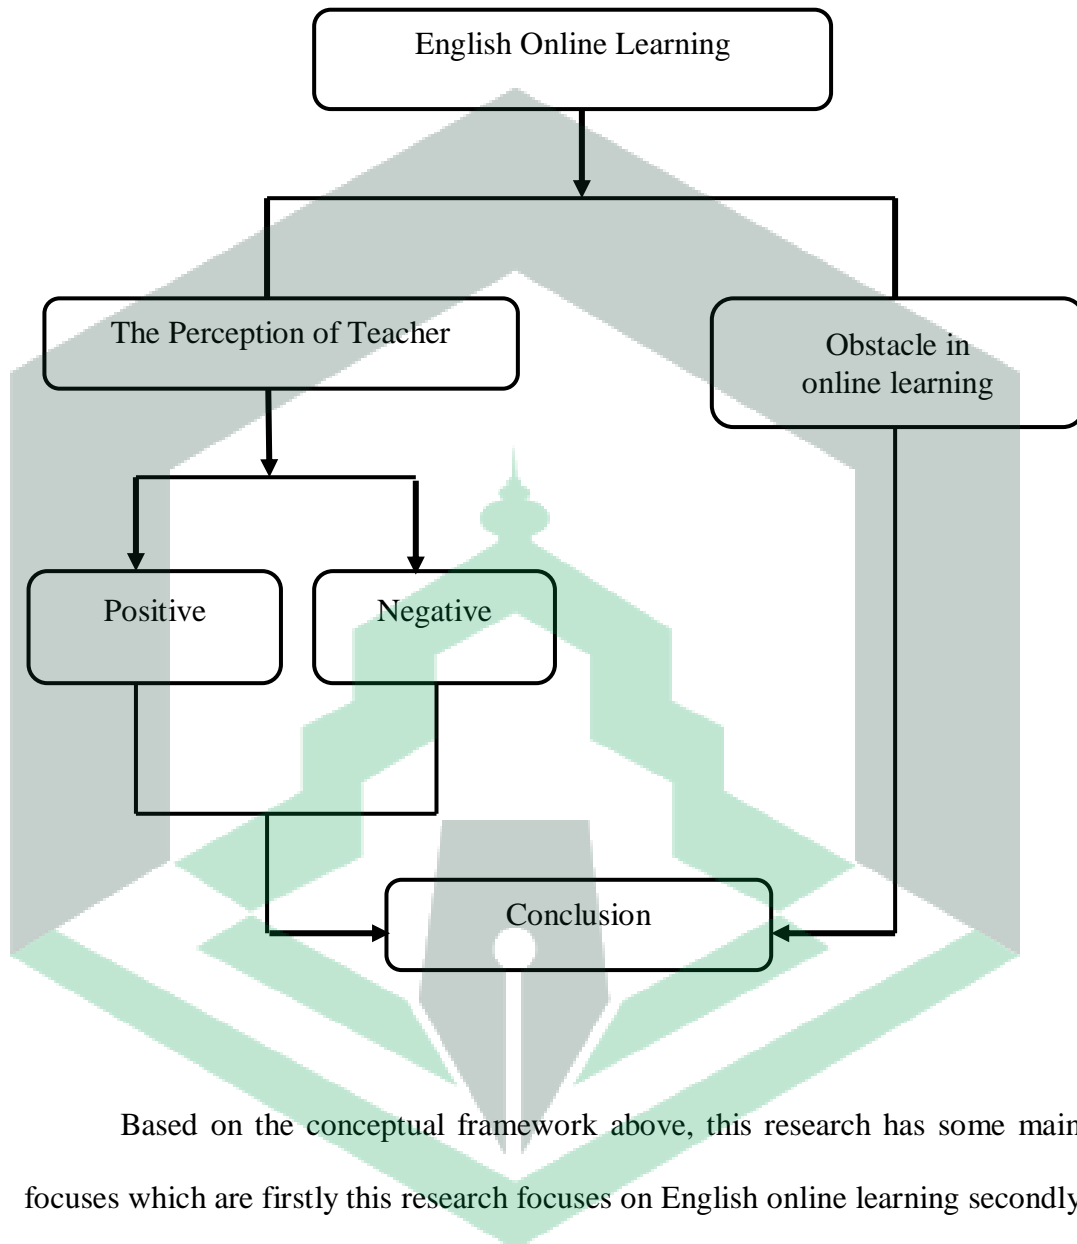 English Online Learning
The Perception of Teacher
Obstacle in
online learning
Positive
Negative
Conclusion
Based on the conceptual framework above, this research has some main
focuses which are firstly this research focuses on English online learning secondly